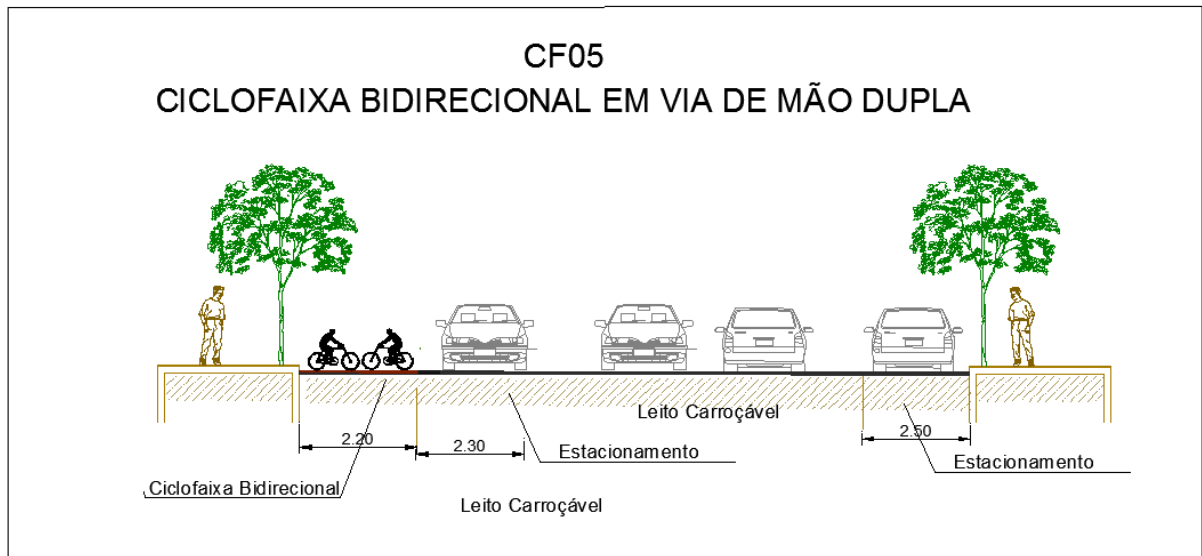 CF05
CICLOFAIXA BIDIRECIONAL EM VIA DE MÃO DUPLA
Leito Carroçável
2.20
2.30
2.50
Estacionamento
Estacionamento
Ciclofaixa Bidirecional
Leito Carroçável